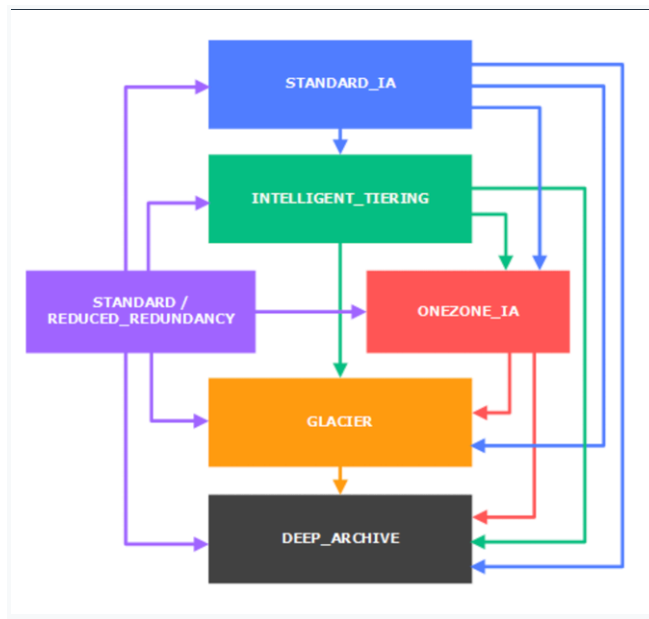 STANDARD_IA
INTELLIGENT_TIERING
STANDARD /
REDUCED_REDUNDANCY
ONEZONE_IA
GLACIER
DEEP_ARCHIVE